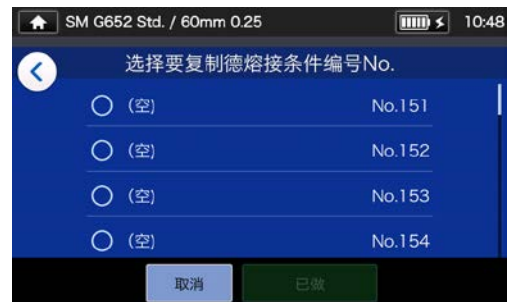 SM G652 Std. / 60mm 0.25 10:48
选择要复制德熔接条件编号No.
(空) No.151
(空) No.152
(空) No.153
(空) No.154
取消 已做